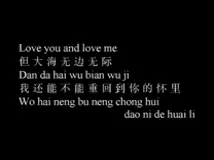 Love you and love me
但大海无边无际
Dan da hai wu bian wu ji
我还能不能重回到你的怀里
Wo hai neng bu neng chong hui
dao ni de huai li